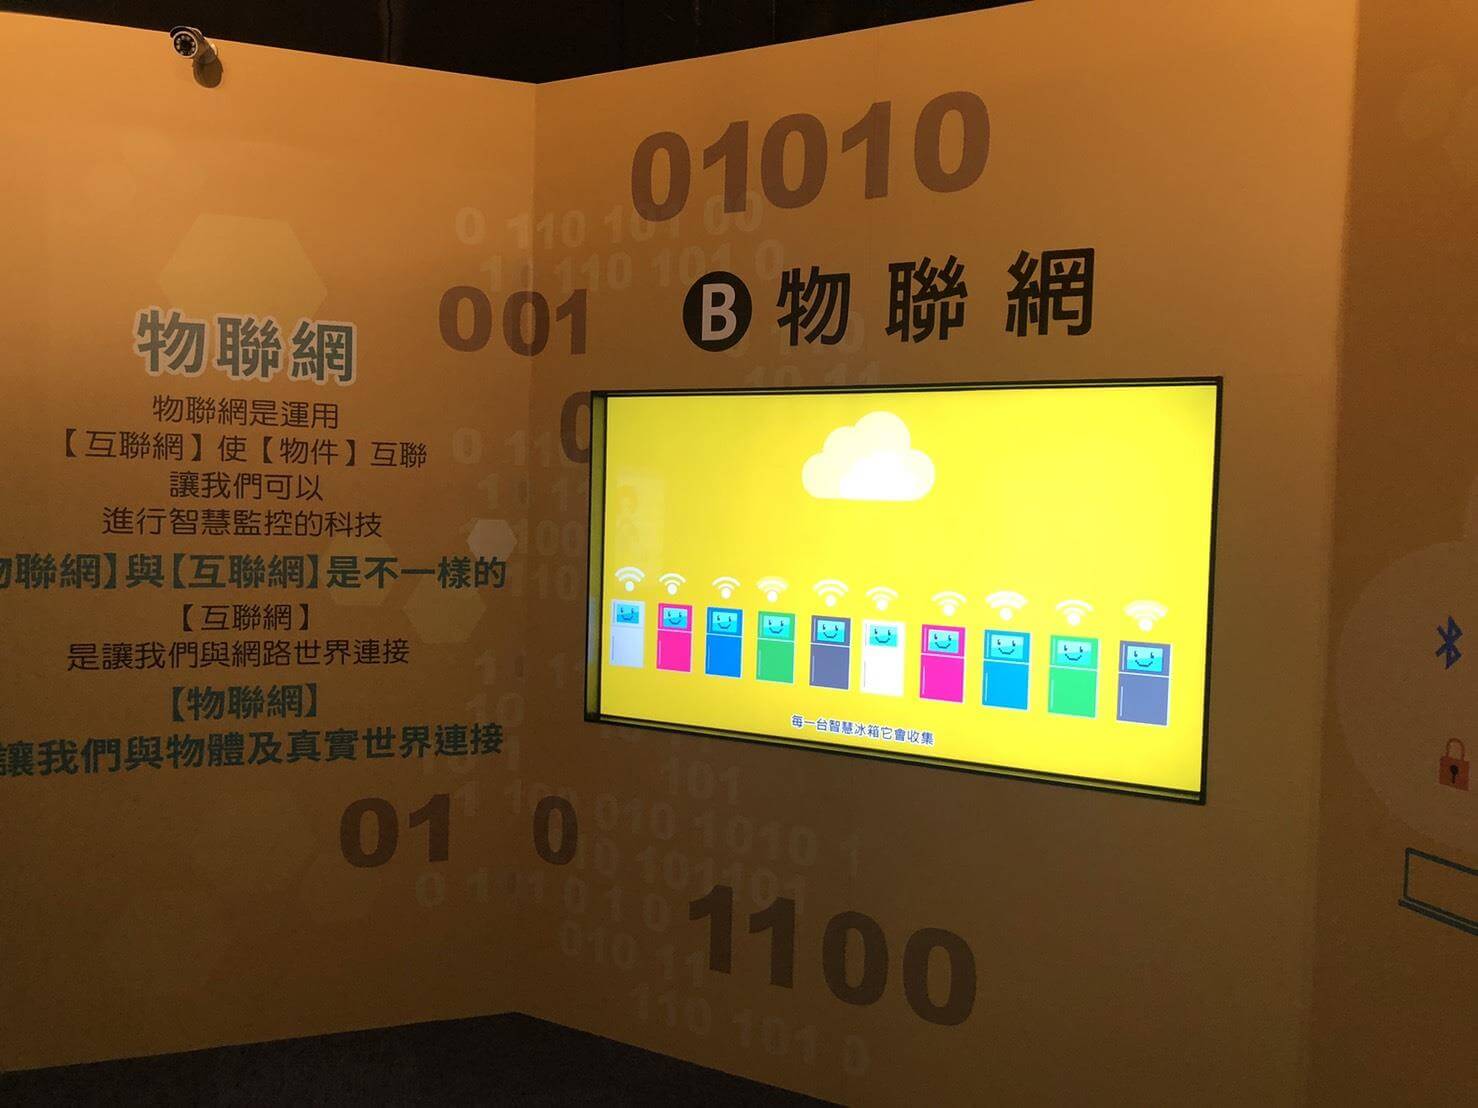 物聯網
物聯網是運用
【互聯網】使【物件】互聯
讓我們可以
進行智慧監控的科技
聯網】與【互聯網】是不一樣的
【互聯網】
是讓我們與網路世界連接
【物聯網】
讓我們與物體及真實世界連接
01010
001
B 物聯網
每一台智慧冰箱它會收集
01 0
1100